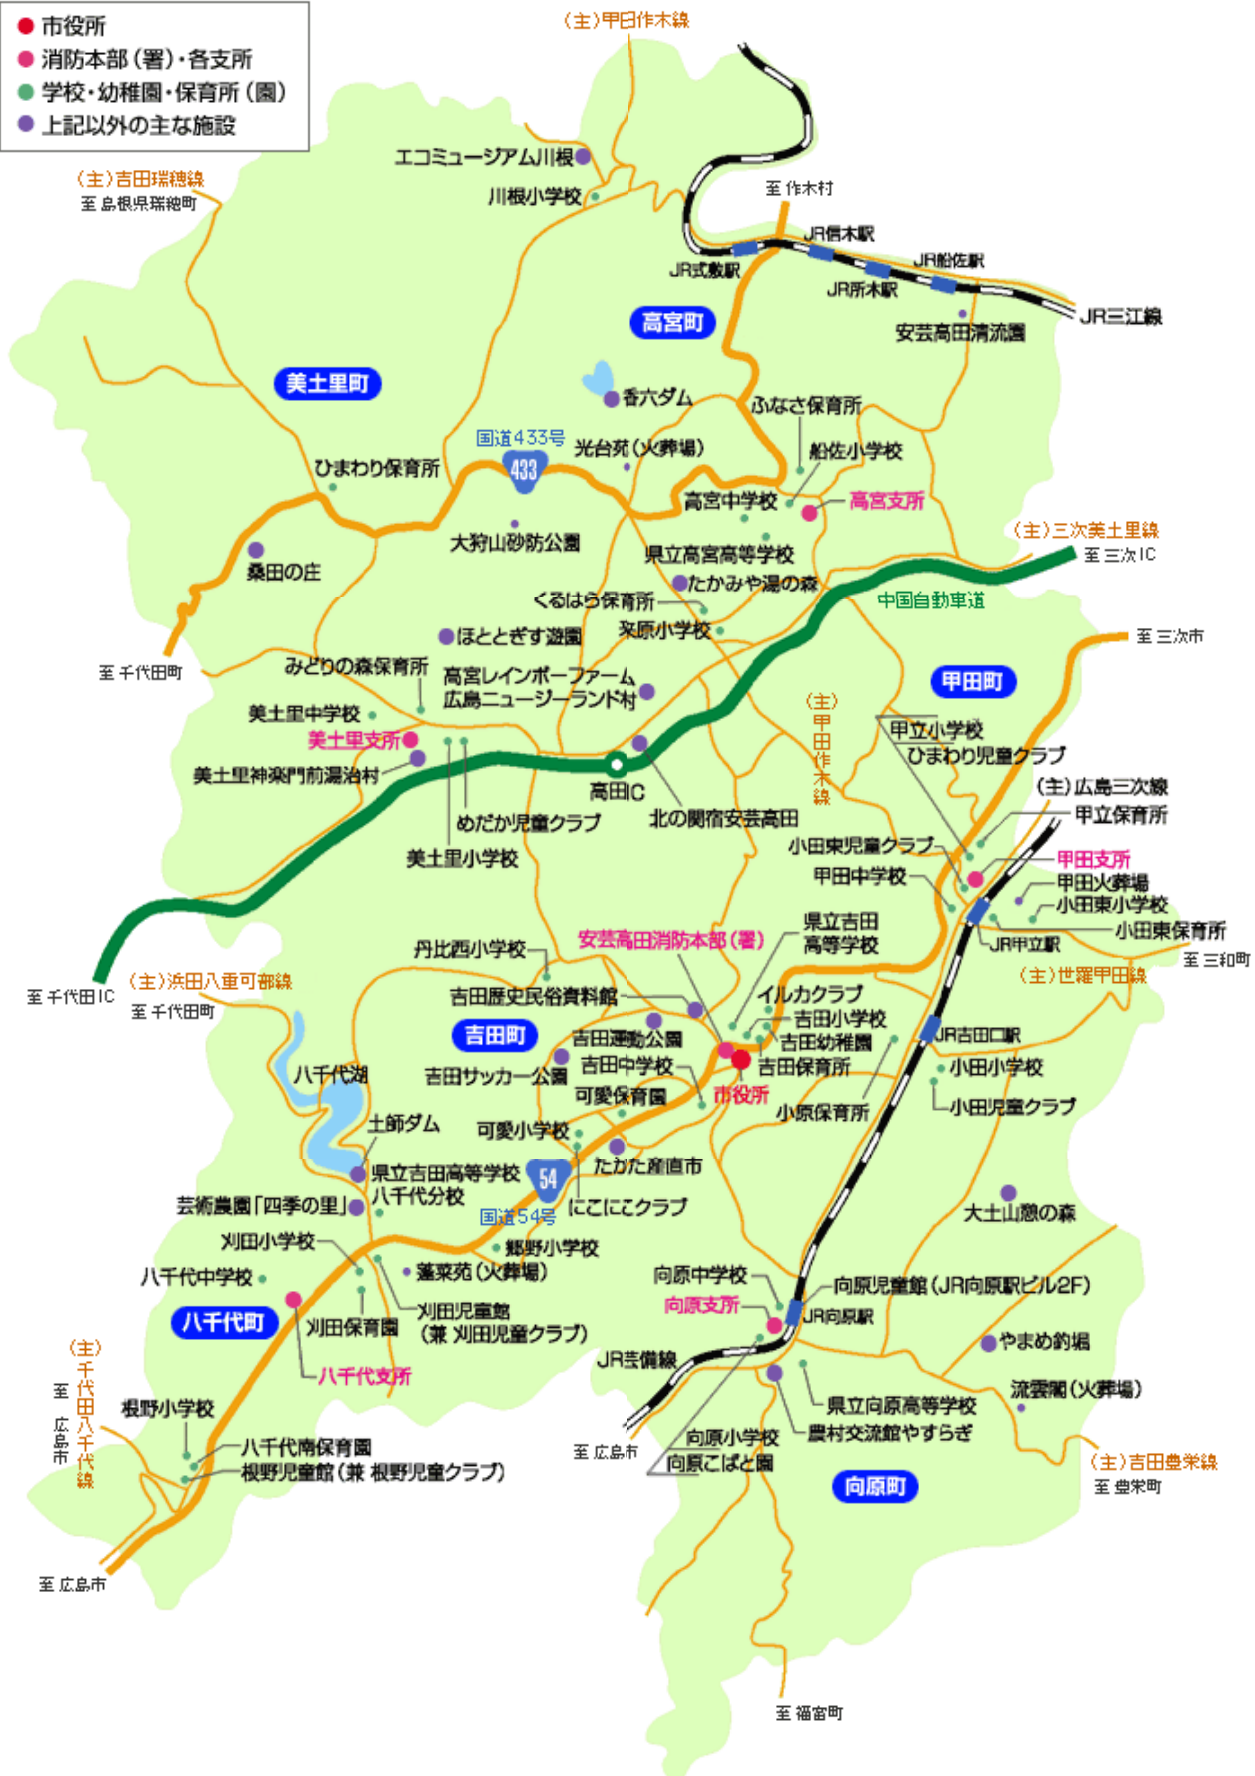 市役所
消防本部(署)・各支所
学校・幼稚園・保育所(園)
上記以外の主な施設
(主)甲田作木線
エコミュージアム川根
川根小学校
(主)吉田瑞穂線
至 島根県瑞穂町
至 作木村
JR信木駅
JR式敷駅
JR船佐駅
JR所木駅
JR三江線
安芸高田清流園
高宮町
美土里町
香六ダム
ふなさ保育所
国道433号
433
光台苑(火葬場)
船佐小学校
ひまわり保育所
高宮中学校
高宮支所
大狩山砂防公園
県立高宮高等学校
(主)三次美土里線
至 三次IC
桑田の庄
たかみや湯の森
中国自動車道
くるはら保育所
来原小学校
ほととぎす遊園
至 三次市
至 千代田町
みどりの森保育所
高宮レインボーファーム
広島ニュージーランド村
甲田町
美土里中学校
美土里支所
(主)甲田作木線
甲立小学校
ひまわり児童クラブ
美土里神楽門前湯治村
高田IC
(主)広島三次線
甲立保育所
めだか児童クラブ
北の関宿安芸高田
美土里小学校
小田東児童クラブ
甲田支所
甲田中学校
甲田火葬場
小田東小学校
小田東保育所
JR甲立駅
至 三和町
(主)世羅甲田線
県立吉田
高等学校
安芸高田消防本部(署)
丹比西小学校
至 千代田IC
(主)浜田八重可部線
至 千代田町
吉田歴史民俗資料館
イルカクラブ
吉田町
吉田運動公園
吉田小学校
吉田幼稚園
JR吉田口駅
吉田サッカー公園
吉田中学校
吉田保育所
小田小学校
八千代湖
可愛保育園
市役所
小原保育所
小田児童クラブ
土師ダム
可愛小学校
県立吉田高等学校
八千代分校
たかた産直市
54
国道54号
にこにこクラブ
芸術農園「四季の里」
大土山憩の森
刈田小学校
郷野小学校
八千代中学校
蓬莱苑(火葬場)
向原中学校
向原支所
向原児童館(JR向原駅ビル2F)
JR向原駅
八千代町
刈田保育園
刈田児童館
(兼 刈田児童クラブ)
やまめ釣堀
JR芸備線
八千代支所
流雲閣(火葬場)
(主)千代田八千代線
至 広島市
根野小学校
県立向原高等学校
農村交流館やすらぎ
八千代南保育園
根野児童館(兼 根野児童クラブ)
至 広島市
向原小学校
向原こばと園
(主)吉田豊栄線
至 豊栄町
向原町
至 広島市
至 福富町